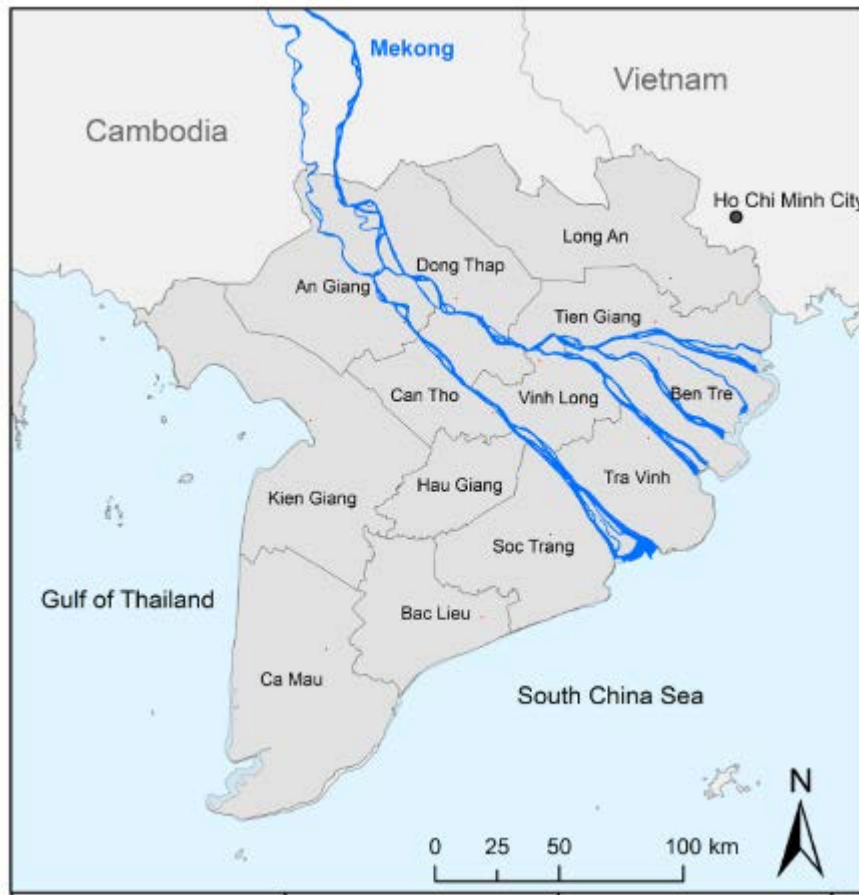 Mekong
Vietnam
Cambodia
Ho Chi Minh City
Long An
Dong Thap
An Giang
Tien Giang
Can Tho
Vinh Long
Ben Tre
Tra Vinh
Hau Giang
Kien Giang
Soc Trang
Gulf of Thailand
Bac Lieu
Ca Mau
South China Sea
N
0 25 50 100 km